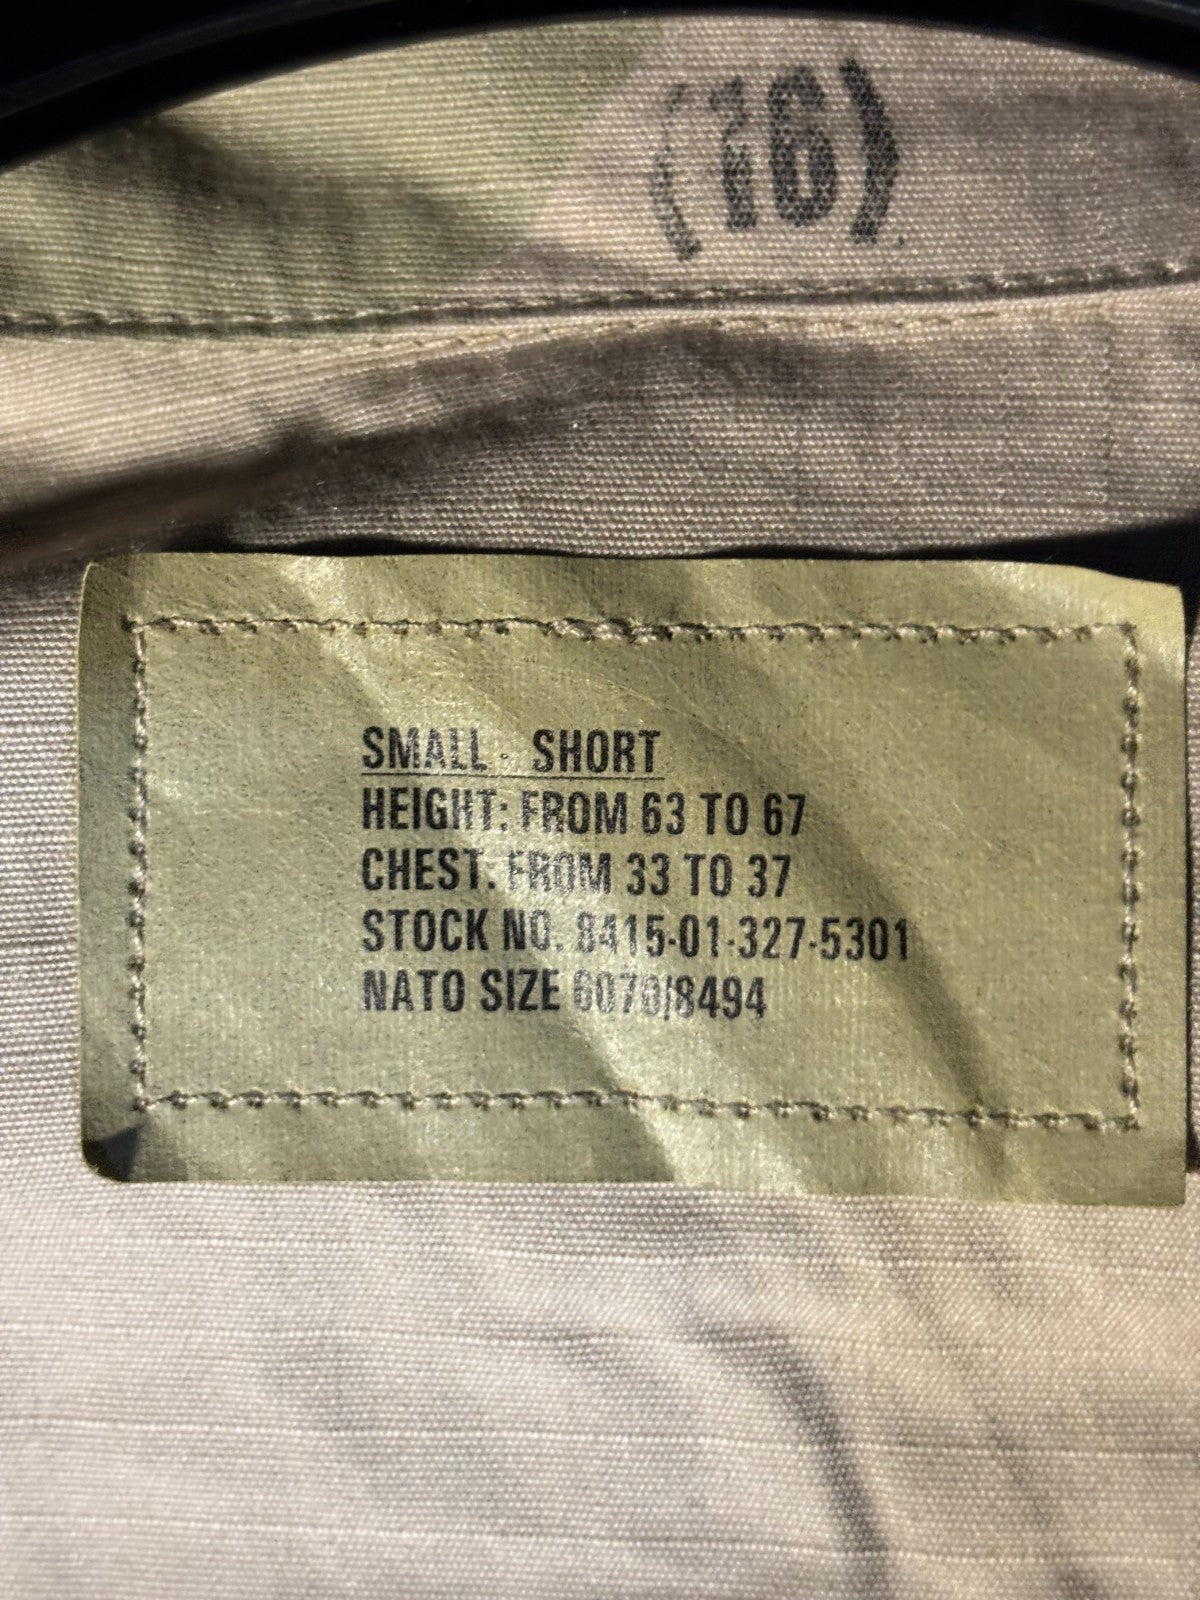 (16)
SMALL - SHORT
HEIGHT: FROM 63 TO 67
CHEST: FROM 33 TO 37
STOCK NO. 8415-01-327-5301
NATO SIZE 6070/8494